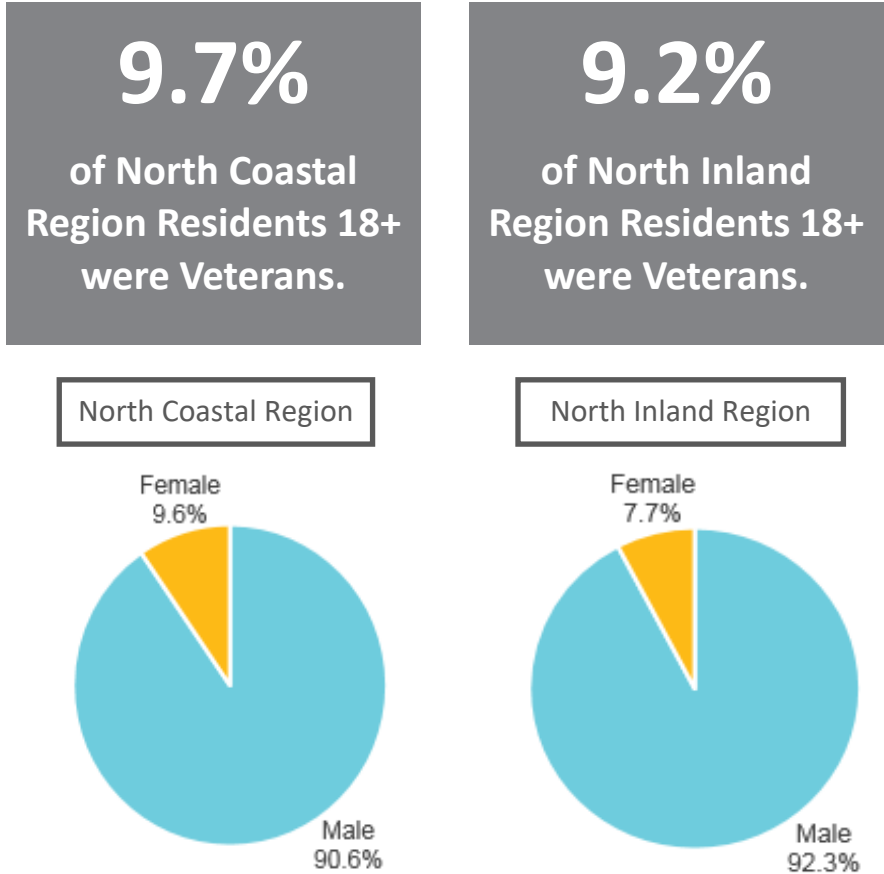 9.7%
of North Coastal
Region Residents 18+
were Veterans.
9.2%
of North Inland
Region Residents 18+
were Veterans.
North Coastal Region
Female
9.6%
Male
90.6%
North Inland Region
Female
7.7%
Male
92.3%